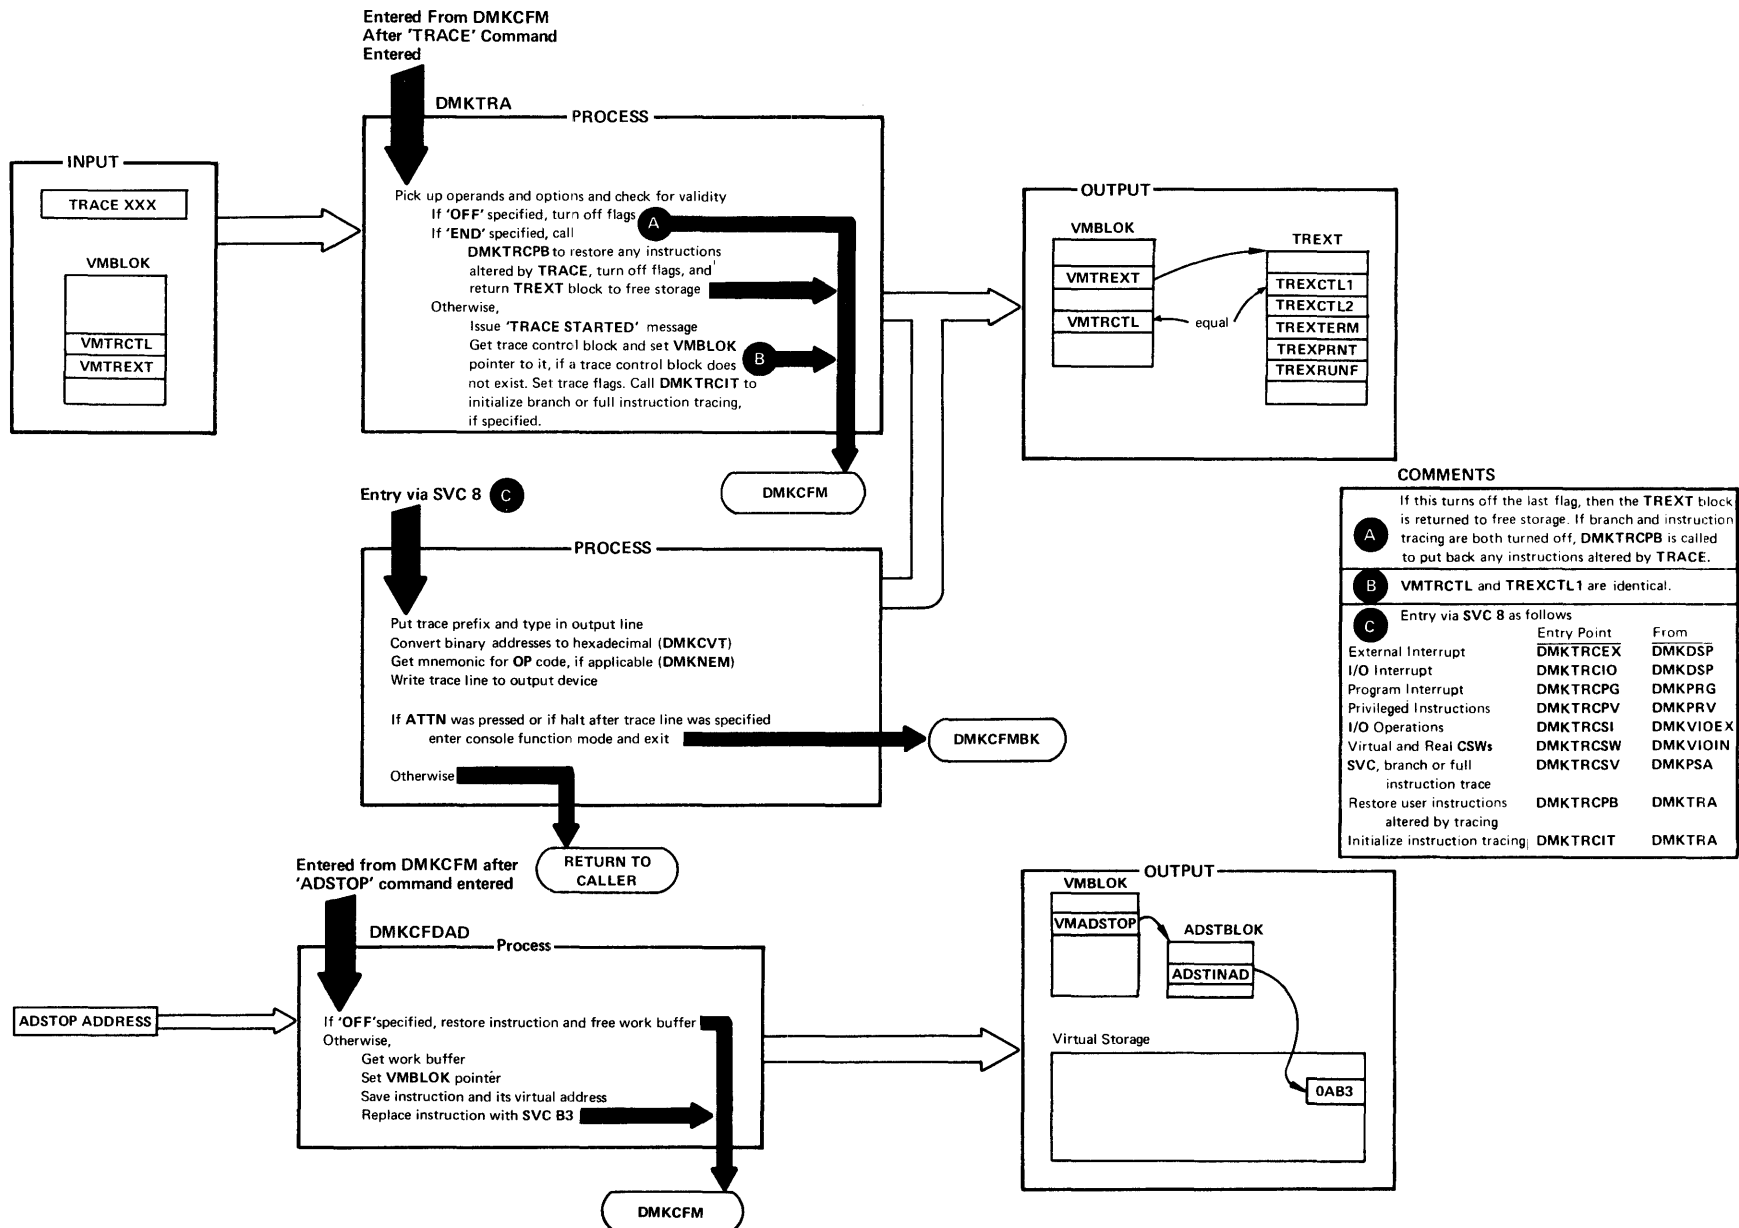 Entered From DMKCFM
After 'TRACE' Command
Entered
DMKTRA
PROCESS
INPUT
TRACE XXX
VMBLOK
VMTRCTL
VMTREXT
Pick up operands and options and check for validity
If 'OFF' specified, turn off flags
A
If 'END' specified, call
DMKTRCPB to restore any instructions
altered by TRACE, turn off flags, and
return TREXT block to free storage
Otherwise,
Issue 'TRACE STARTED' message
Get trace control block and set VMBLOK
B
pointer to it, if a trace control block does
not exist. Set trace flags. Call DMKTRCIT to
initialize branch or full instruction tracing,
if specified.
DMKCFM
OUTPUT
VMBLOK
VMTREXT
VMTRCTL
equal
TREXT
TREXCTL1
TREXCTL2
TREXTERM
TREXPRNT
TREXRUNF
Entry via SVC 8
C
PROCESS
Put trace prefix and type in output line
Convert binary addresses to hexadecimal (DMKCVT)
Get mnemonic for OP code, if applicable (DMKNEM)
Write trace line to output device
If ATTN was pressed or if halt after trace line was specified
enter console function mode and exit
DMKCFMBK
Otherwise
RETURN TO
CALLER
COMMENTS
A
If this turns off the last flag, then the TREXT block
is returned to free storage. If branch and instruction
tracing are both turned off, DMKTRCPB is called
to put back any instructions altered by TRACE.
B
VMTRCTL and TREXCTL1 are identical.
C
Entry via SVC 8 as follows
Entry Point From
External Interrupt DMKTRCEX DMKDSP
I/O Interrupt DMKTRCIO DMKDSP
Program Interrupt DMKTRCPG DMKPRG
Privileged Instructions DMKTRCPV DMKPRV
I/O Operations DMKTRCSI DMKVIOEX
Virtual and Real CSWs DMKTRCSW DMKVIOIN
SVC, branch or full DMKTRCSV DMKPSA
instruction trace
Restore user instructions DMKTRCPB DMKTRA
altered by tracing
Initialize instruction tracing DMKTRCIT DMKTRA
Entered from DMKCFM after
'ADSTOP' command entered
DMKCFDAD
Process
ADSTOP ADDRESS
If 'OFF' specified, restore instruction and free work buffer
Otherwise,
Get work buffer
Set VMBLOK pointer
Save instruction and its virtual address
Replace instruction with SVC B3
DMKCFM
OUTPUT
VMBLOK
VMADSTOP
ADSTBLOK
ADSTINAD
Virtual Storage
0AB3